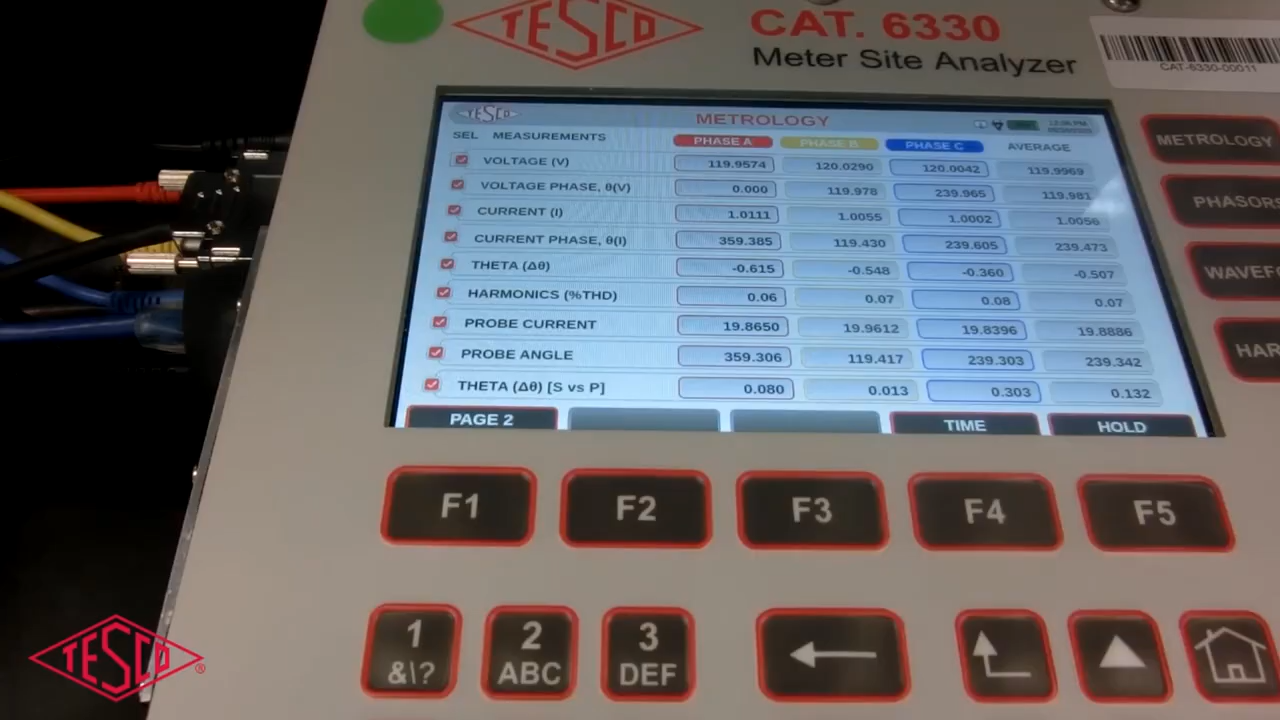 TESCO
CAT. 6330
Meter Site Analyzer
CAT-6330-00011
TESCO
METROLOGY
SEL MEASUREMENTS PHASE A PHASE B PHASE C AVERAGE
VOLTAGE (V) 119.9574 120.0290 120.0042 119.9969
VOLTAGE PHASE, θ(V) 0.000 119.978 239.965 119.981
CURRENT (I) 1.0111 1.0055 1.0002 1.0056
CURRENT PHASE, θ(I) 359.385 119.430 239.605 239.473
THETA (Δθ) -0.615 -0.548 -0.360 -0.507
HARMONICS (%THD) 0.06 0.07 0.08 0.07
PROBE CURRENT 19.8650 19.9612 19.8396 19.8886
PROBE ANGLE 359.306 119.417 239.303 239.342
THETA (Δθ) [S vs P] 0.080 0.013 0.303 0.132
PAGE 2 TIME HOLD
METROLOGY
PHASORS
WAVEFO
HAR
F1 F2 F3 F4 F5
1 2 3
&\? ABC DEF
TESCO®